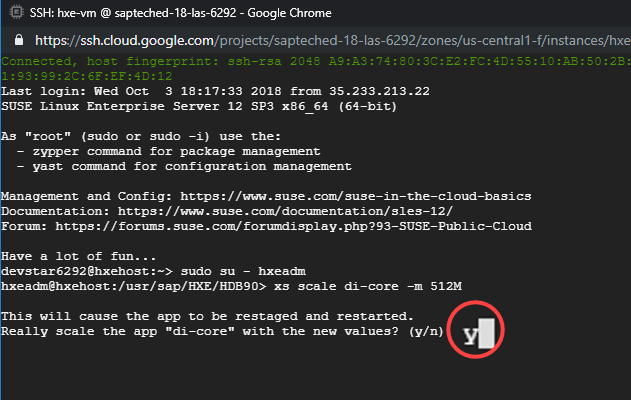 SSH: hxe-vm @ sapteched-18-las-6292 - Google Chrome
https://ssh.cloud.google.com/projects/sapteched-18-las-6292/zones/us-central1-f/instances/hxe
Connected, host fingerprint: ssh-rsa 2048 A9:A3:74:80:3C:E2:FC:4D:55:10:AB:50:2B:
1:93:99:2C:6F:EF:4D:12
Last login: Wed Oct  3 18:17:33 2018 from 35.233.213.22
SUSE Linux Enterprise Server 12 SP3 x86_64 (64-bit)
As "root" (sudo or sudo -i) use the:
- zypper command for package management
- yast command for configuration management
Management and Config: https://www.suse.com/suse-in-the-cloud-basics
Documentation: https://www.suse.com/documentation/sles-12/
Forum: https://forums.suse.com/forumdisplay.php?93-SUSE-Public-Cloud
Have a lot of fun...
devstar6292@hxehost:~> sudo su - hxeadm
hxeadm@hxehost:/usr/sap/HXE/HDB90> xs scale di-core -m 512M
This will cause the app to be restaged and restarted.
Really scale the app "di-core" with the new values? (y/n) y